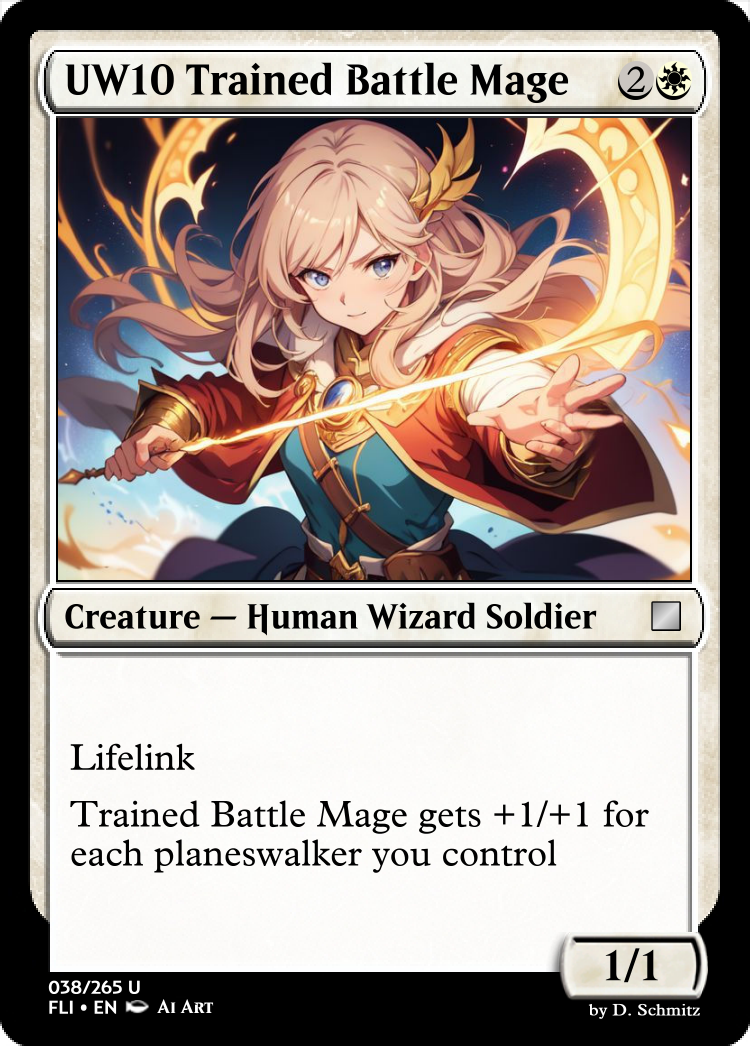 UW10 Trained Battle Mage 2
Creature — Human Wizard Soldier
Lifelink
Trained Battle Mage gets +1/+1 for
each planeswalker you control
1/1
038/265 U
FLI • EN AI ART
by D. Schmitz